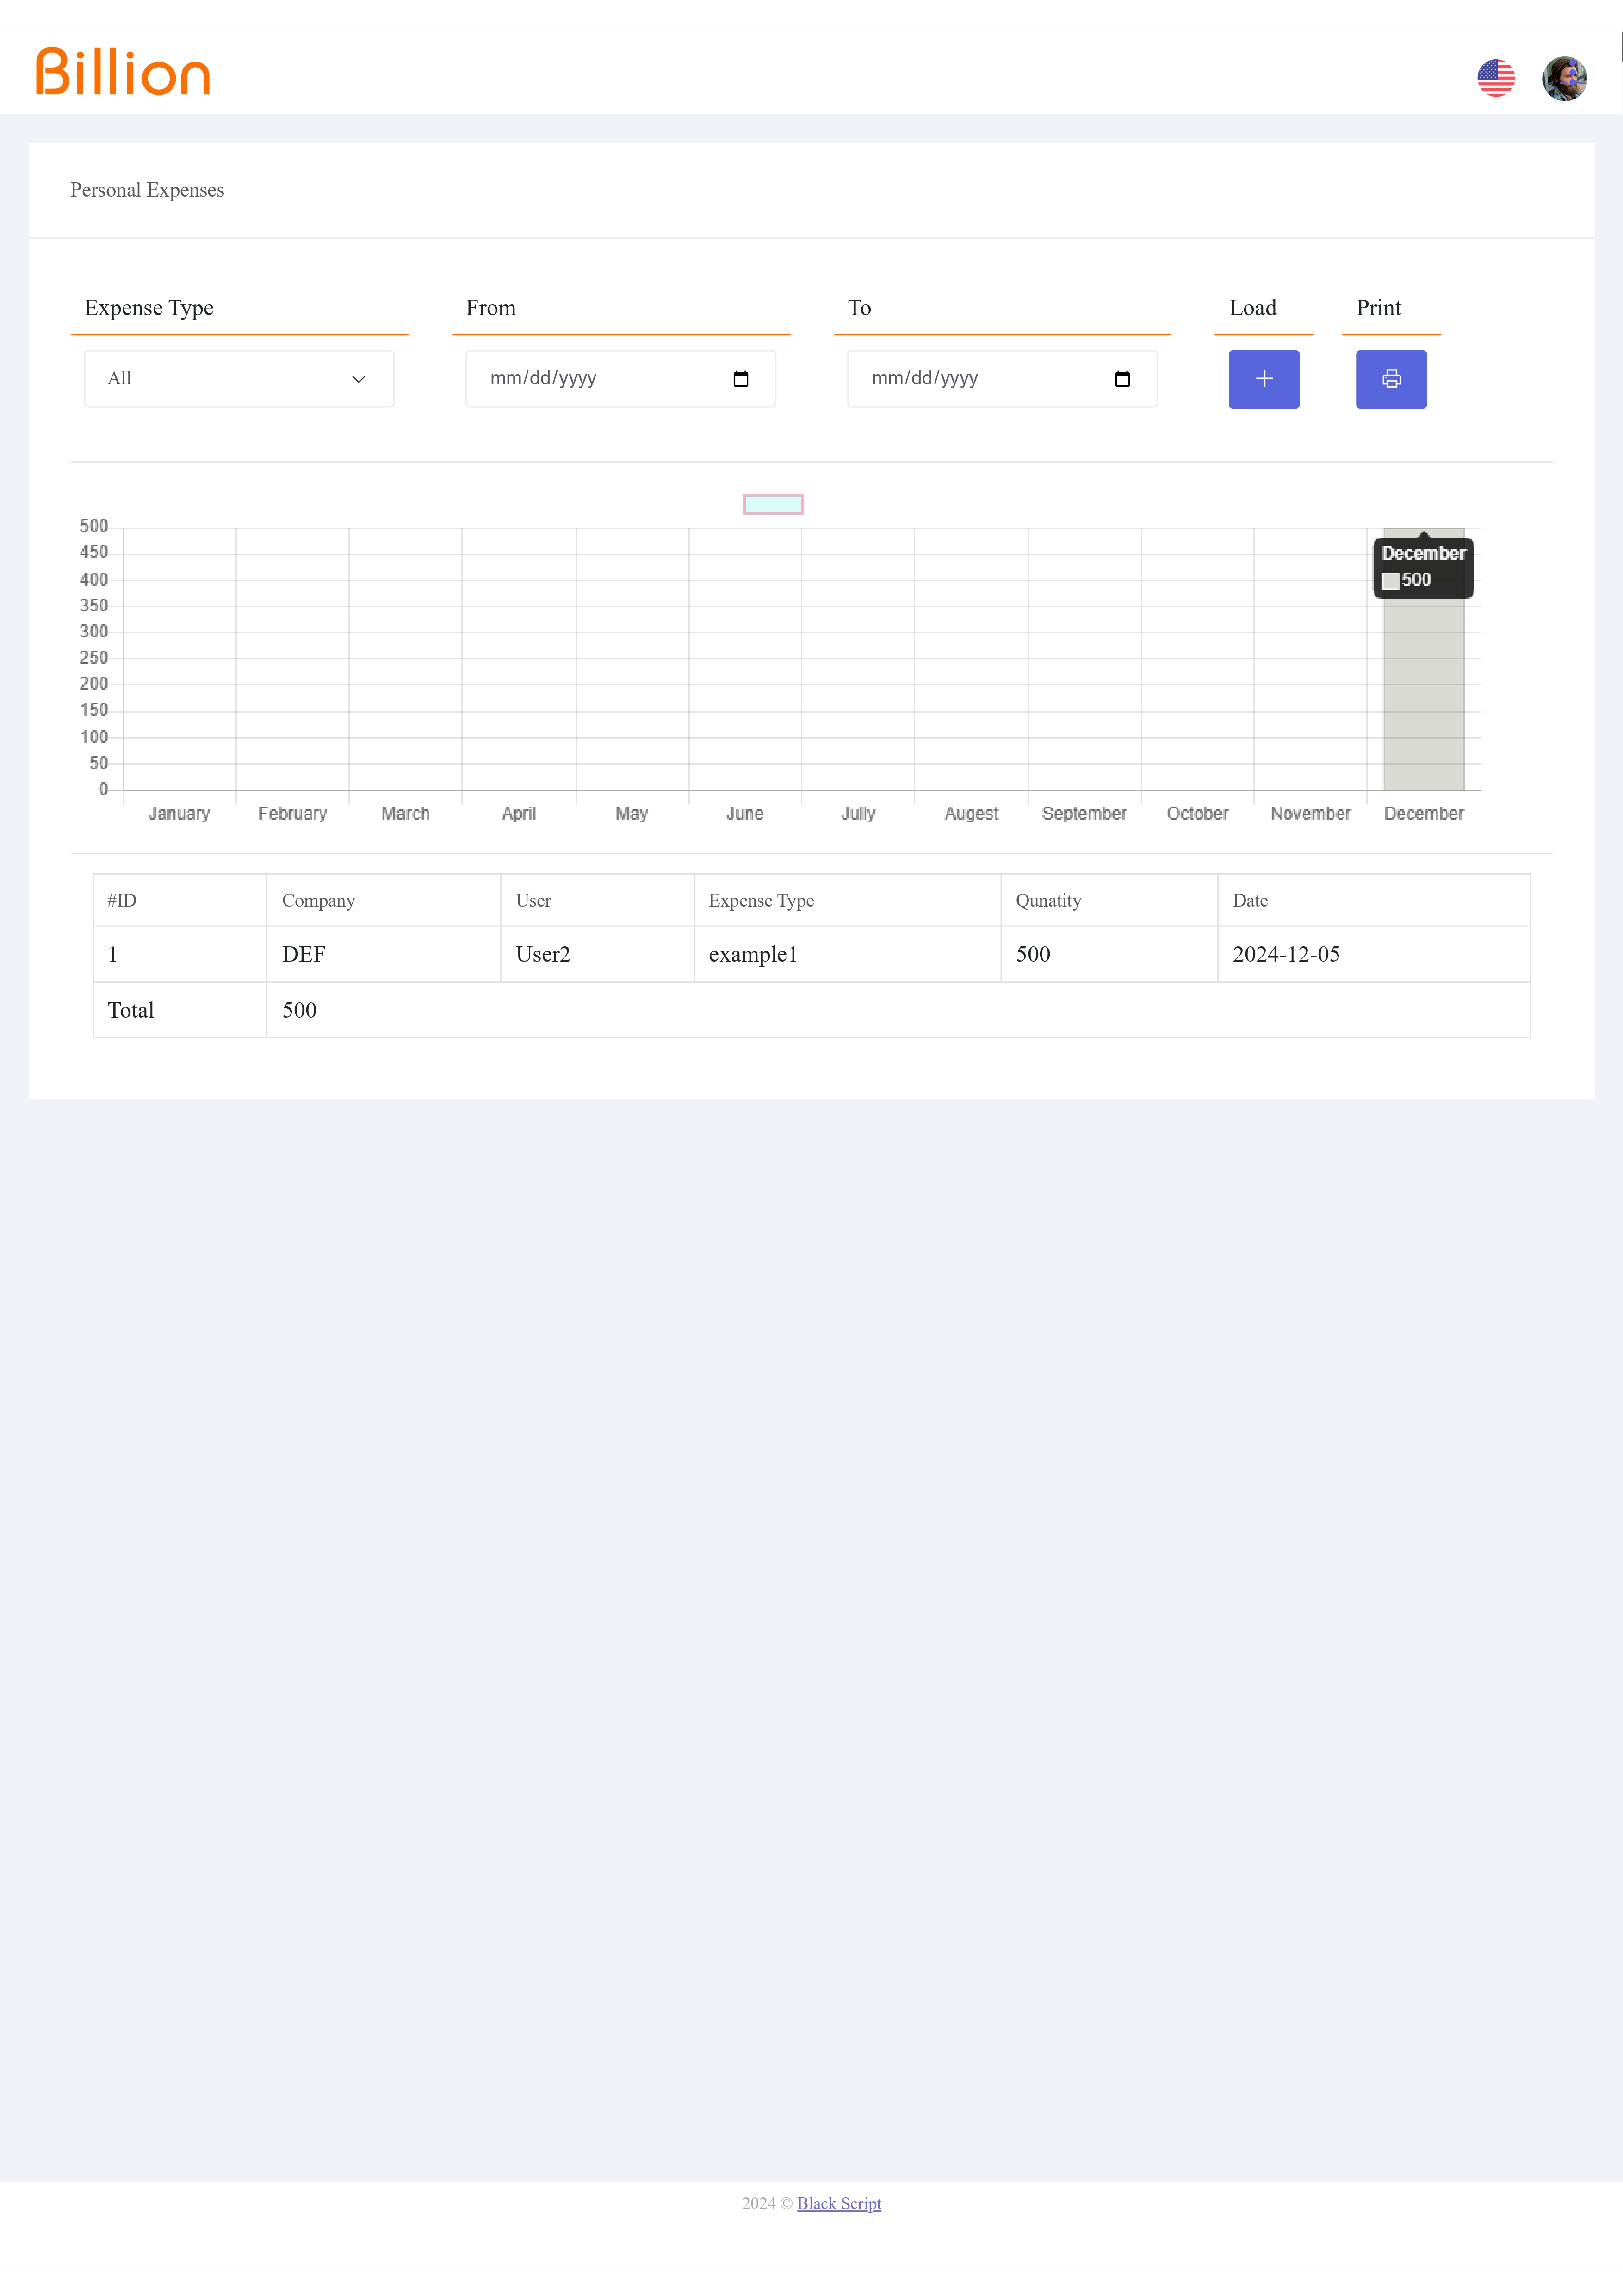 Billion
Personal Expenses
Expense Type From To Load Print
All mm/dd/yyyy mm/dd/yyyy
500
450
400
350
300
250
200
150
100
50
0
December
500
January February March April May June Jully Augest September October November December
#ID Company User Expense Type Qunatity Date
1 DEF User2 example1 500 2024-12-05
Total 500
2024 © Black Script